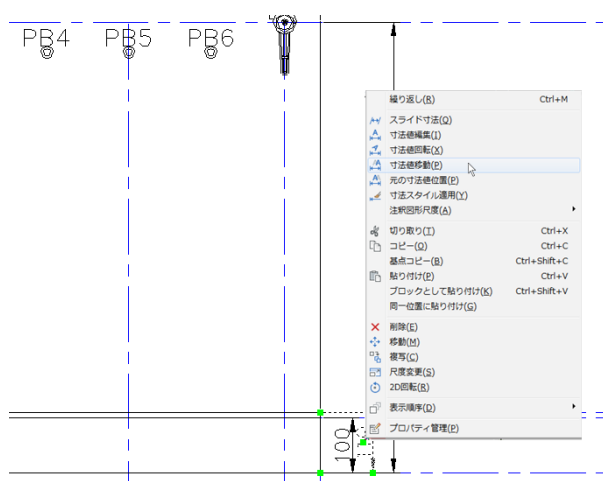 PB4 PB5 PB6
繰り返し(R) Ctrl+M
スライド寸法(Q)
寸法値編集(I)
寸法値回転(X)
寸法値移動(P)
元の寸法値位置(P)
寸法スタイル適用(Y)
注釈図形尺度(A)
切り取り(T) Ctrl+X
コピー(O) Ctrl+C
基点コピー(B) Ctrl+Shift+C
貼り付け(P) Ctrl+V
ブロックとして貼り付け(K) Ctrl+Shift+V
同一位置に貼り付け(G)
削除(E)
移動(M)
複写(C)
尺度変更(S)
2D回転(R)
表示順序(D)
プロパティ管理(P)
100